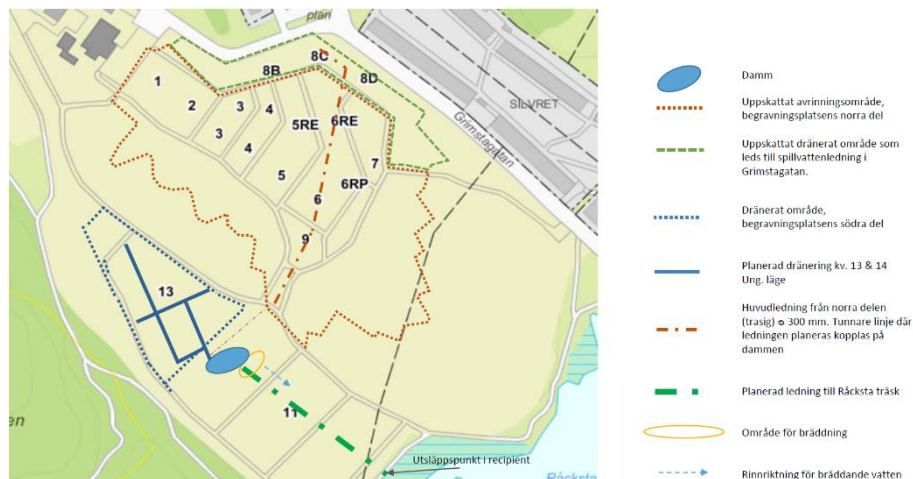 plan
8C
8B
8D
1
2
3
4
3
4
5RE
6RE
7
5
6RP
6
9
SILVRET
Grimstagatan
13
11
en
Utsläppspunkt i recipient
Råcksta
Damm
Uppskattat avrinningsområde,
begravningsplatsens norra del
Uppskattat dränerat område som
leds till spillvattenledning i
Grimstagatan.
Dränerat område,
begravningsplatsens södra del
Planerad dränering kv. 13 & 14
Ung. läge
Huvudledning från norra delen
(trasig) ⌀ 300 mm. Tunnare linje där
ledningen planeras kopplas på
dammen
Planerad ledning till Råcksta träsk
Område för bräddning
Rinnriktning för bräddande vatten